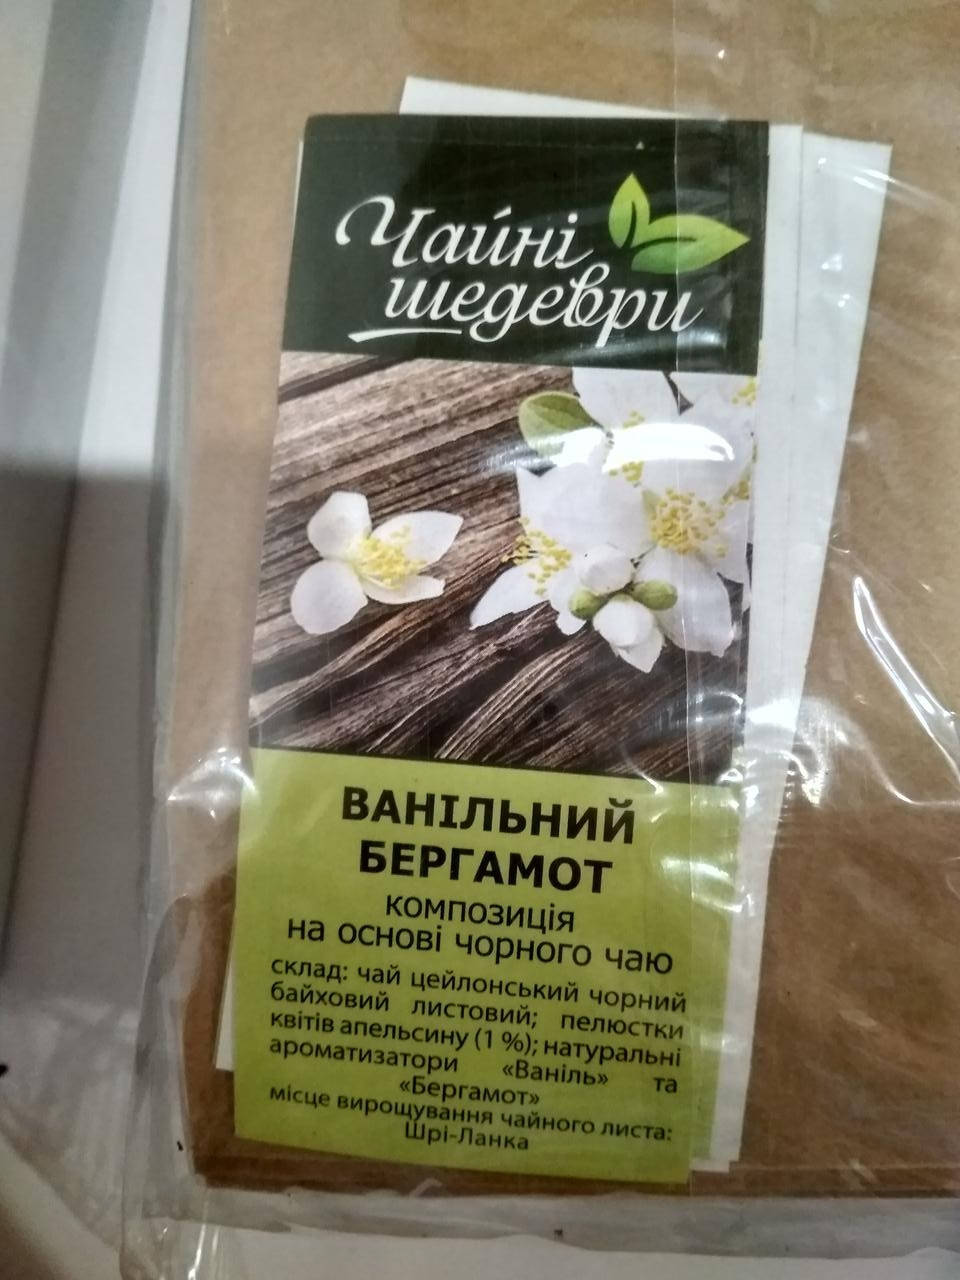 Чайні
шедеври
ВАНІЛЬНИЙ
БЕРГАМОТ
композиція
на основі чорного чаю
склад: чай цейлонський чорний
байховий листовий; пелюстки
квітів апельсину (1 %); натуральні
ароматизатори «Ваніль» та
«Бергамот»
місце вирощування чайного листа:
Шрі-Ланка